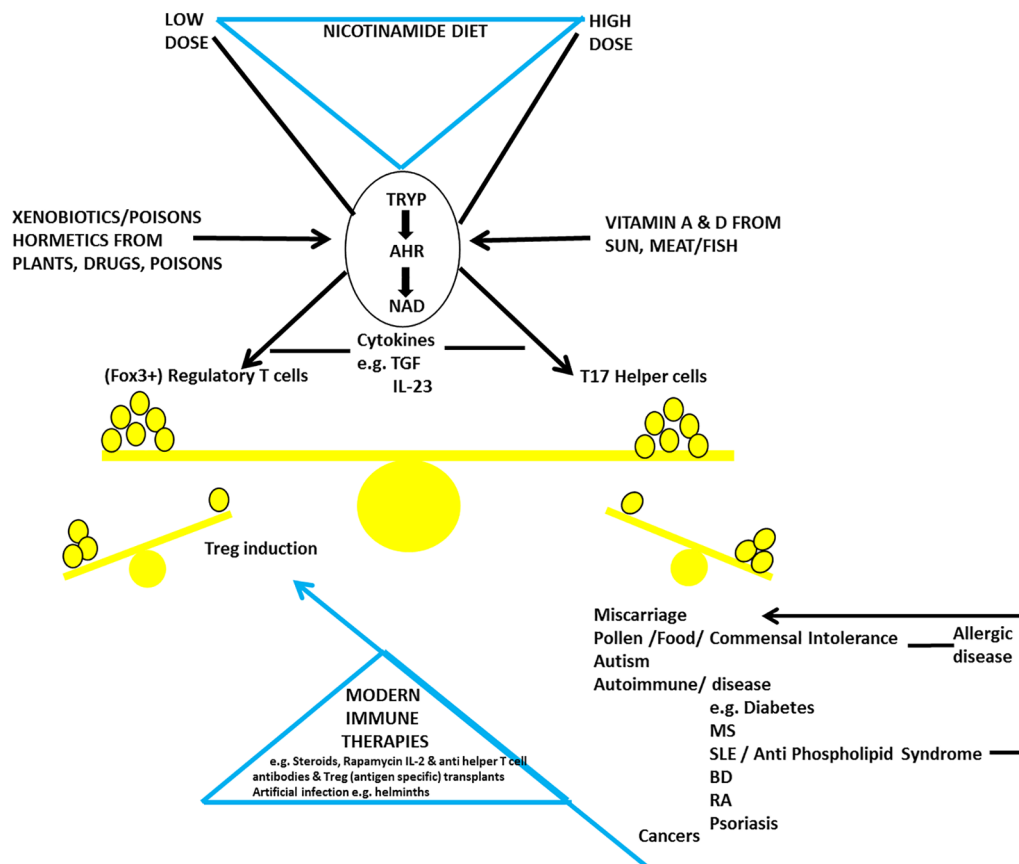 LOW
DOSE
NICOTINAMIDE DIET
HIGH
DOSE
TRYP
AHR
NAD
XENOBIOTICS/POISONS
HORMETICS FROM
PLANTS, DRUGS, POISONS
VITAMIN A & D FROM
SUN, MEAT/FISH
Cytokines
e.g. TGF
IL-23
(Fox3+) Regulatory T cells
T17 Helper cells
Treg induction
Miscarriage
Pollen /Food/ Commensal Intolerance
Allergic
disease
Autism
Autoimmune/ disease
e.g. Diabetes
MS
SLE / Anti Phospholipid Syndrome
BD
RA
Psoriasis
MODERN
IMMUNE
THERAPIES
e.g. Steroids, Rapamycin IL-2 & anti helper T cell
antibodies & Treg (antigen specific) transplants
Artificial infection e.g. helminths
Cancers